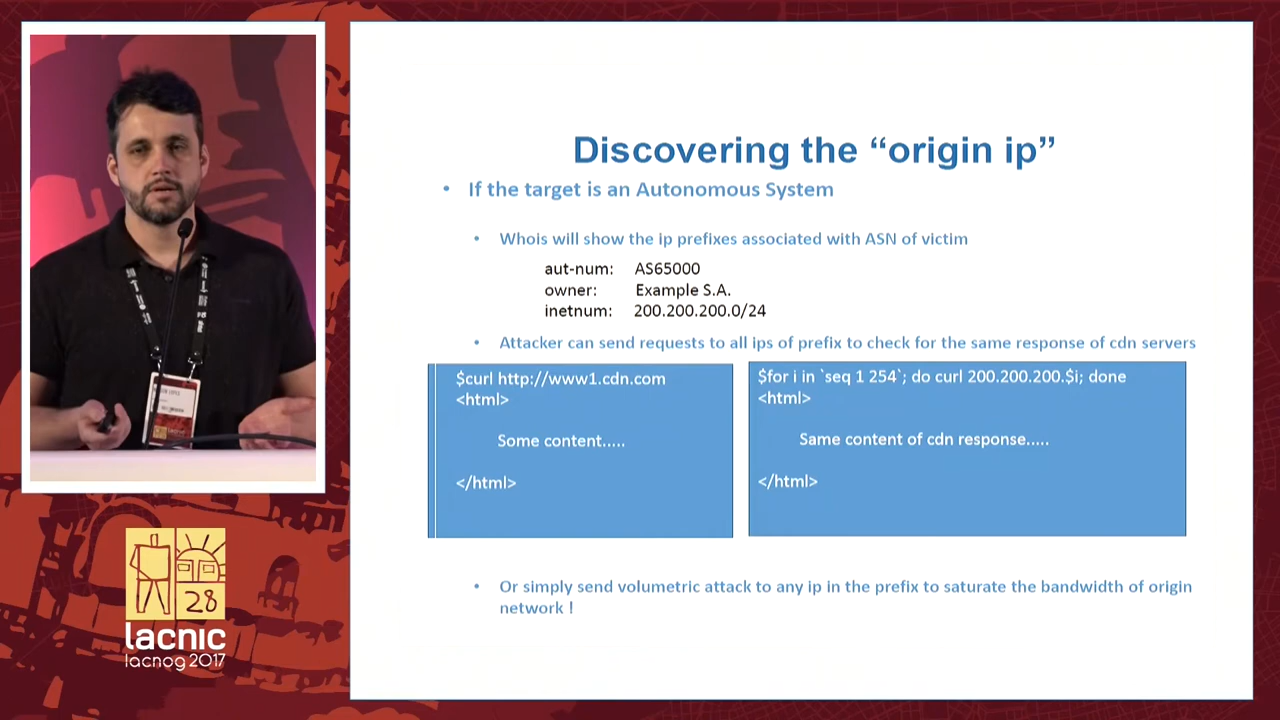 Discovering the “origin ip”
• If the target is an Autonomous System
• Whois will show the ip prefixes associated with ASN of victim
aut-num: AS65000
owner: Example S.A.
inetnum: 200.200.200.0/24
• Attacker can send requests to all ips of prefix to check for the same response of cdn servers
$curl http://www1.cdn.com
<html>
Some content.....
</html>
$for i in `seq 1 254`; do curl 200.200.200.$i; done
<html>
Same content of cdn response.....
</html>
• Or simply send volumetric attack to any ip in the prefix to saturate the bandwidth of origin
network !
28
lacnic
lacnog 2017